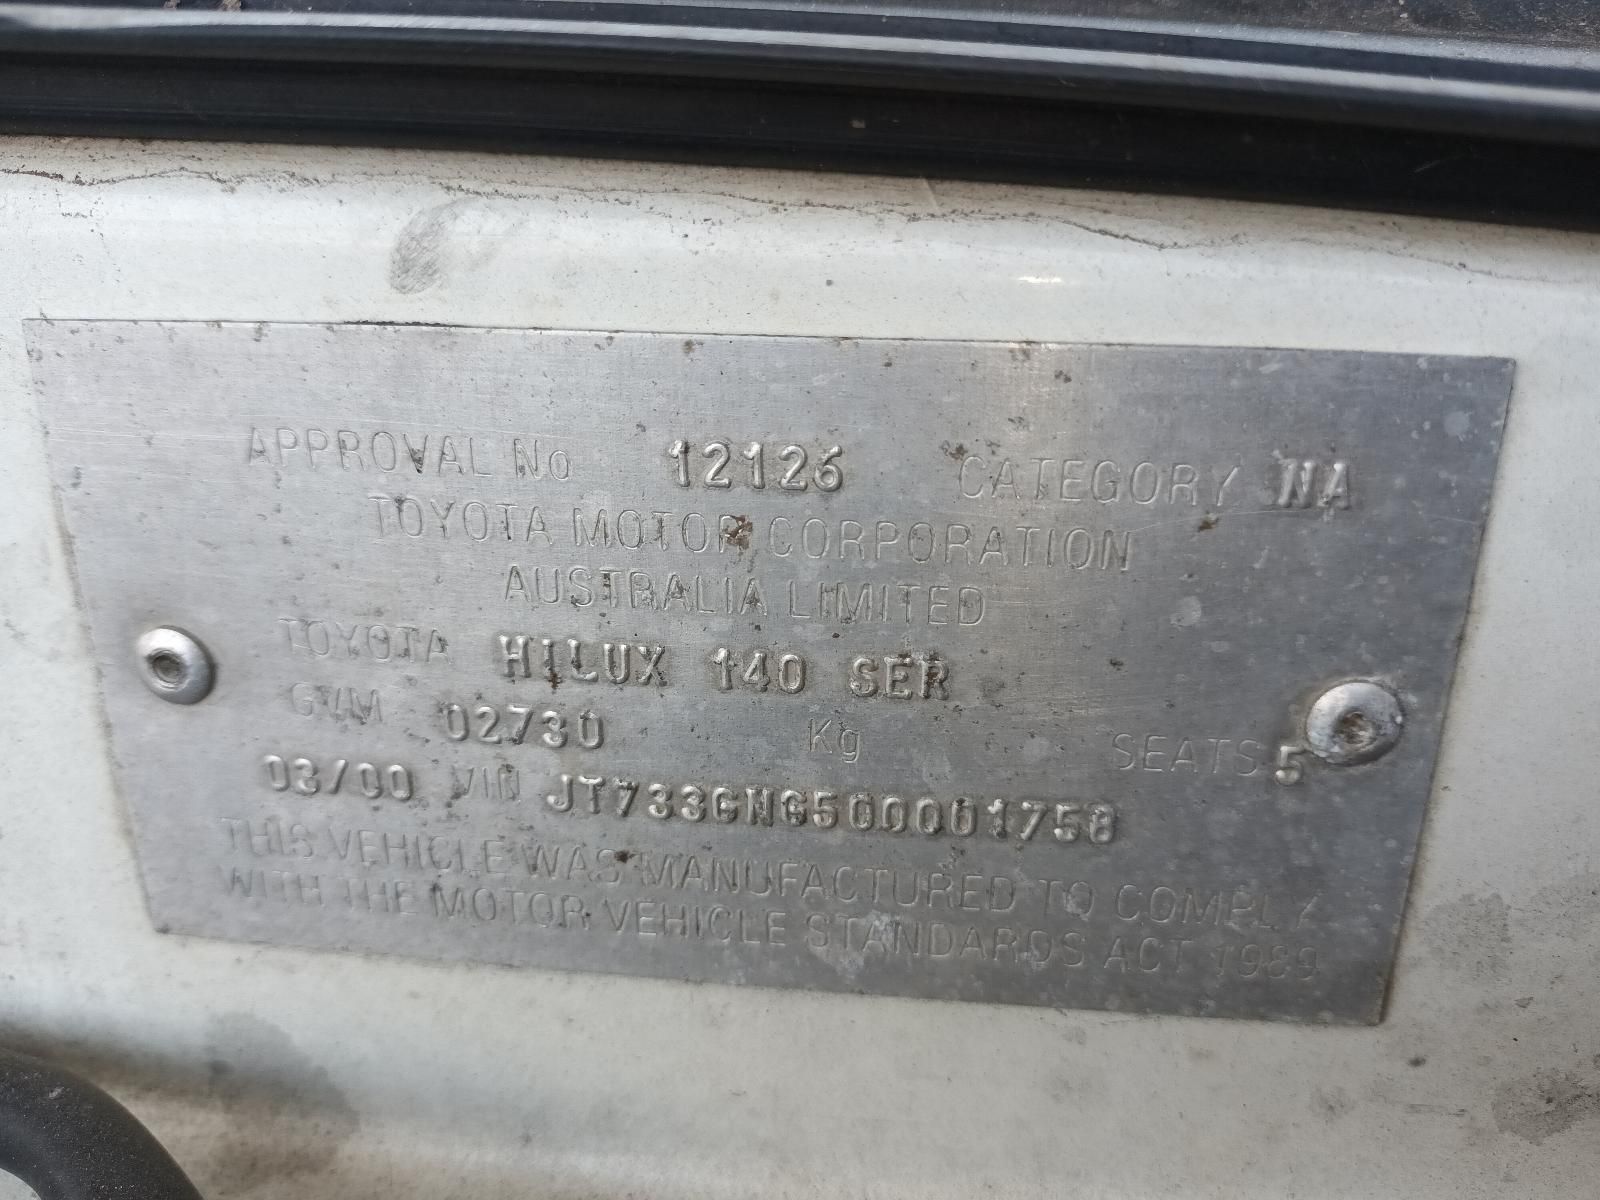 APPROVAL No 12126 CATEGORY NA
TOYOTA MOTOR CORPORATION
AUSTRALIA LIMITED
TOYOTA HILUX 140 SER
GVM 02730 Kg SEATS 5
03/00 VIN JT733GNG500001758
THIS VEHICLE WAS MANUFACTURED TO COMPLY
WITH THE MOTOR VEHICLE STANDARDS ACT 1989